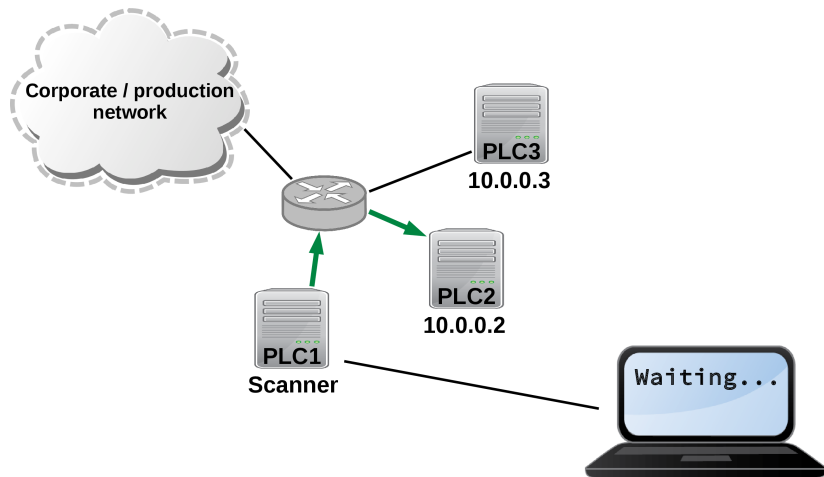 Corporate / production
network
PLC3
10.0.0.3
PLC2
10.0.0.2
PLC1
Scanner
Waiting...